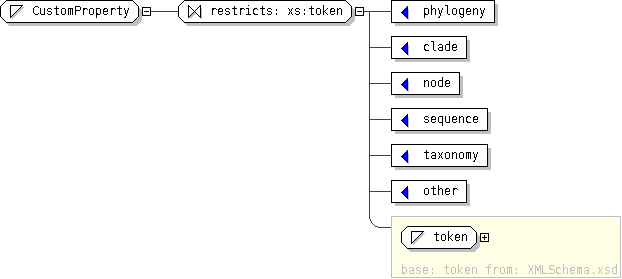 CustomProperty
restricts: xs:token
phylogeny
clade
node
sequence
taxonomy
other
token
base: token from: XMLSchema.xsd